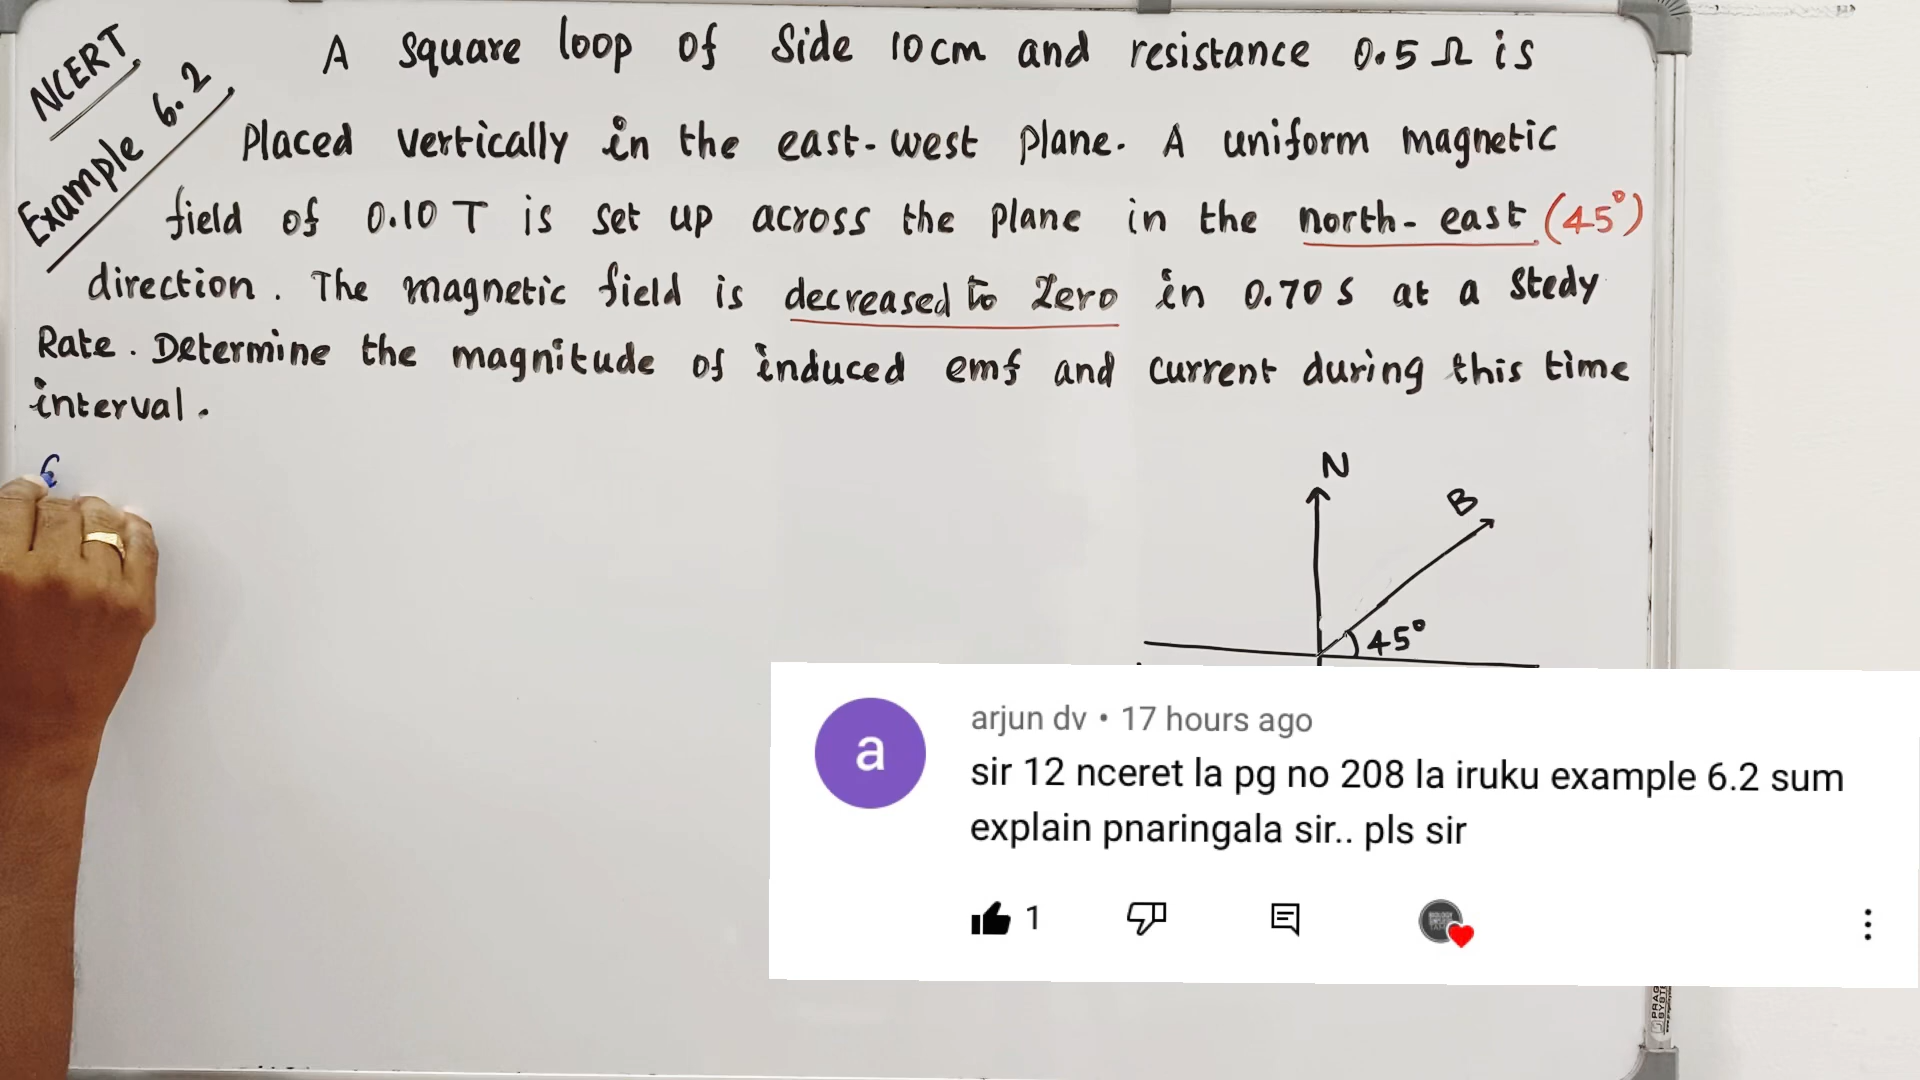 NCERT
Example 6.2
A square loop of Side 10cm and resistance 0.5 Ω is
Placed vertically in the east-west plane. A uniform magnetic
field of 0.10 T is set up across the plane in the north-east (45°)
direction. The magnetic field is decreased to Zero in 0.70 s at a Stedy
Rate. Determine the magnitude of induced emf and current during this time
interval.
N
B
45°
arjun dv • 17 hours ago
sir 12 nceret la pg no 208 la iruku example 6.2 sum
explain pnaringala sir.. pls sir
1